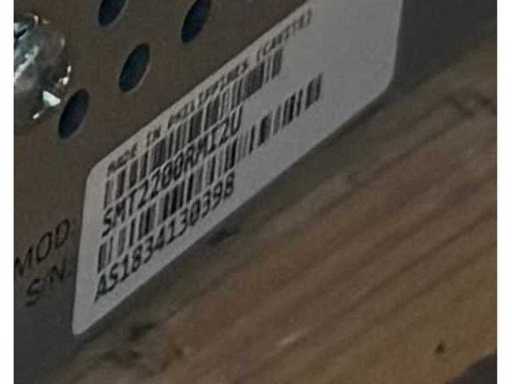 MADE IN PHILIPPINES (CAVITE)
MOD: SMT2200RMI2U
S/N: AS1834130398